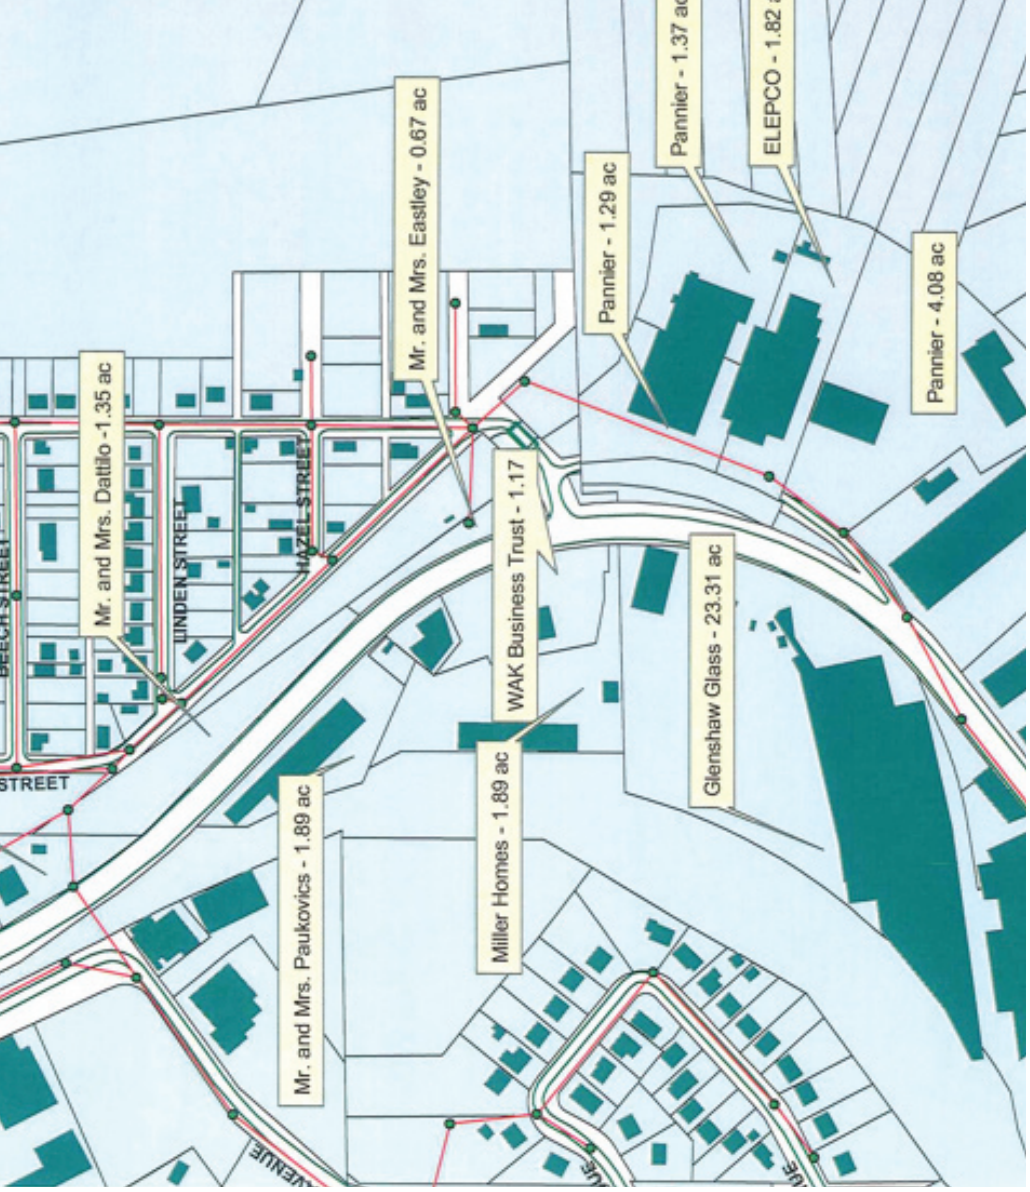 Pannier - 1.37 ac
ELEPCO - 1.82 a
Mr. and Mrs. Eastley - 0.67 ac
Pannier - 1.29 ac
Pannier - 4.08 ac
Mr. and Mrs. Dattilo -1.35 ac
HAZEL STREET
LINDEN STREET
BEECH STREET
WAK Business Trust - 1.17
Glenshaw Glass - 23.31 ac
STREET
Mr. and Mrs. Paukovics - 1.89 ac
Miller Homes - 1.89 ac
AVENUE
UE
UE